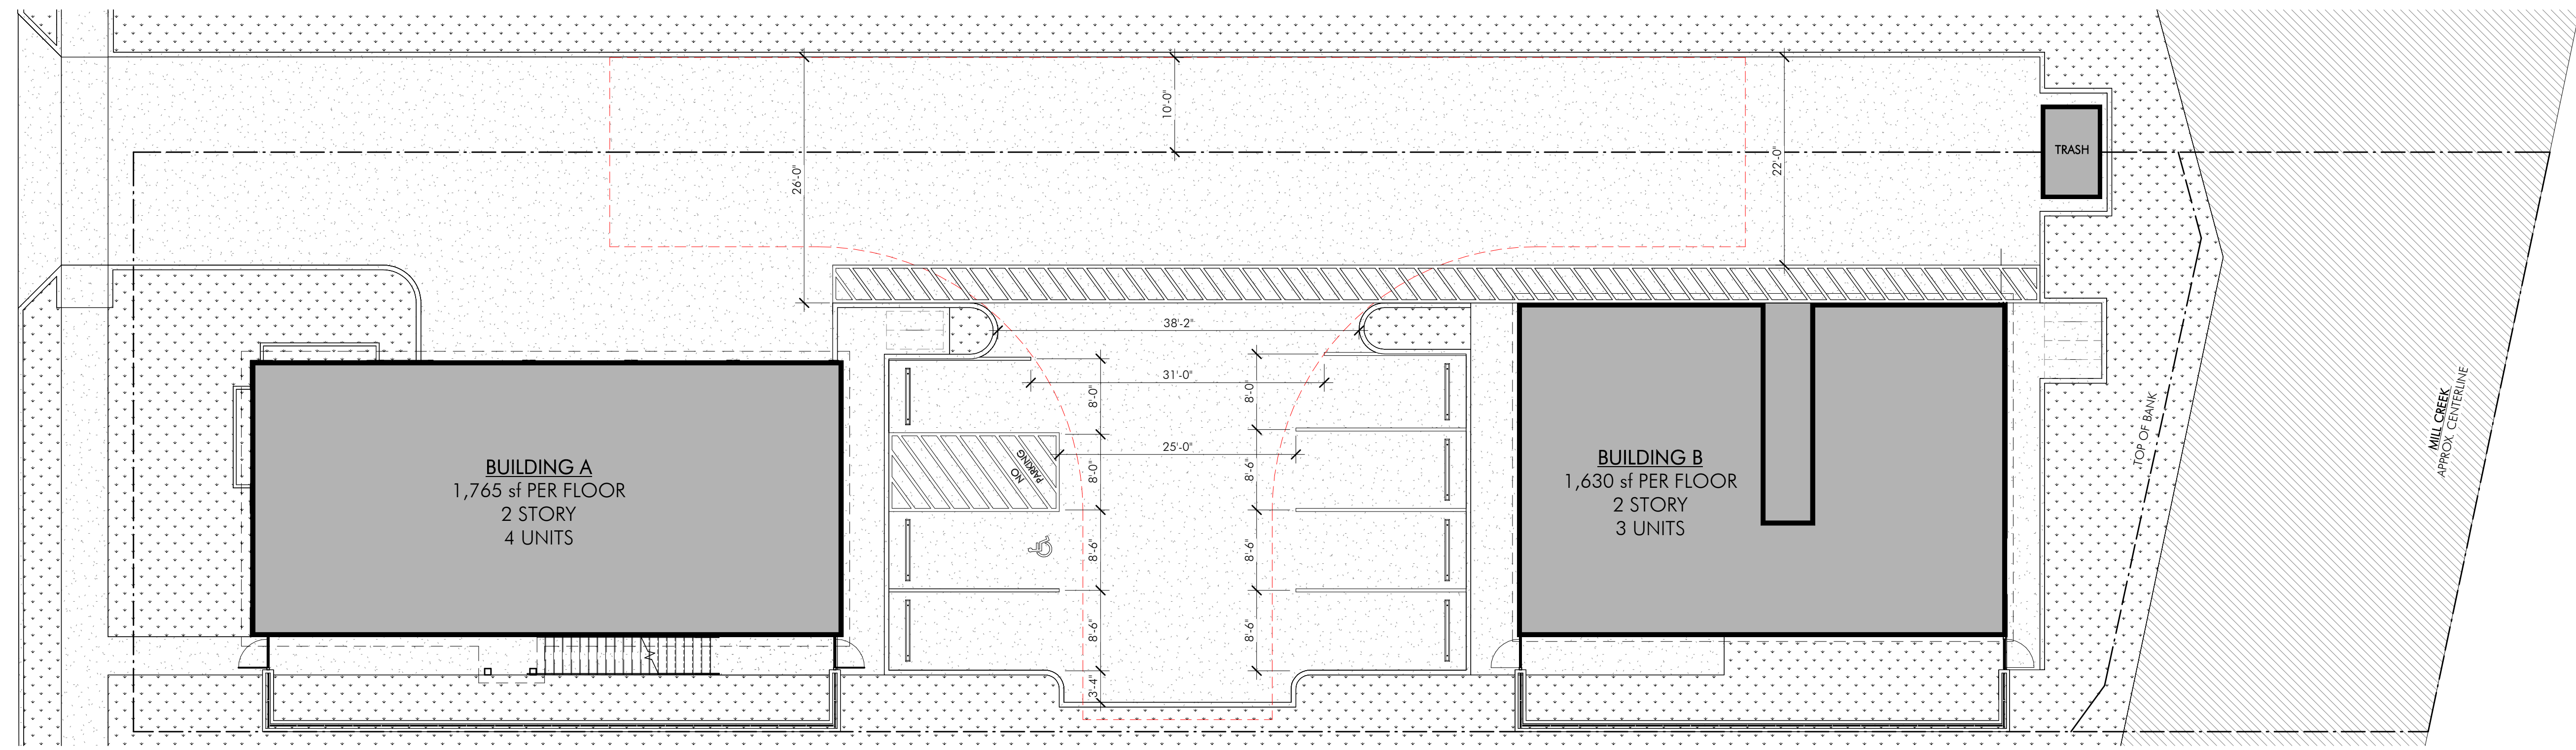 10'-0"
26'-0"
22'-0"
TRASH
38'-2"
31'-0"
8'-0"
8'-0"
25'-0"
NO
PARKING
8'-0"
8'-6"
8'-6"
8'-6"
8'-6"
8'-6"
3'-4"
BUILDING A
1,765 sf PER FLOOR
2 STORY
4 UNITS
BUILDING B
1,630 sf PER FLOOR
2 STORY
3 UNITS
TOP OF BANK
MILL CREEK
APPROX. CENTERLINE